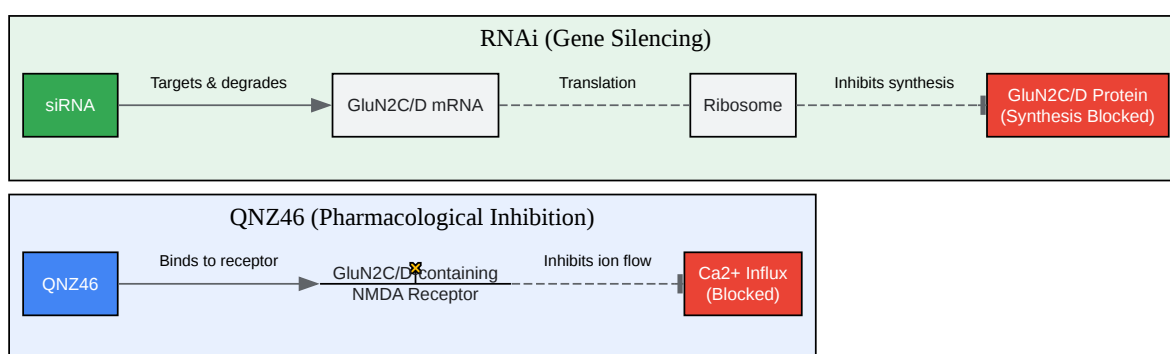 RNAi (Gene Silencing)
siRNA
Targets & degrades
GluN2C/D mRNA
Translation
Ribosome
Inhibits synthesis
GluN2C/D Protein
(Synthesis Blocked)
QNZ46 (Pharmacological Inhibition)
QNZ46
Binds to receptor
GluN2C/D-containing
NMDA Receptor
Inhibits ion flow
Ca2+ Influx
(Blocked)